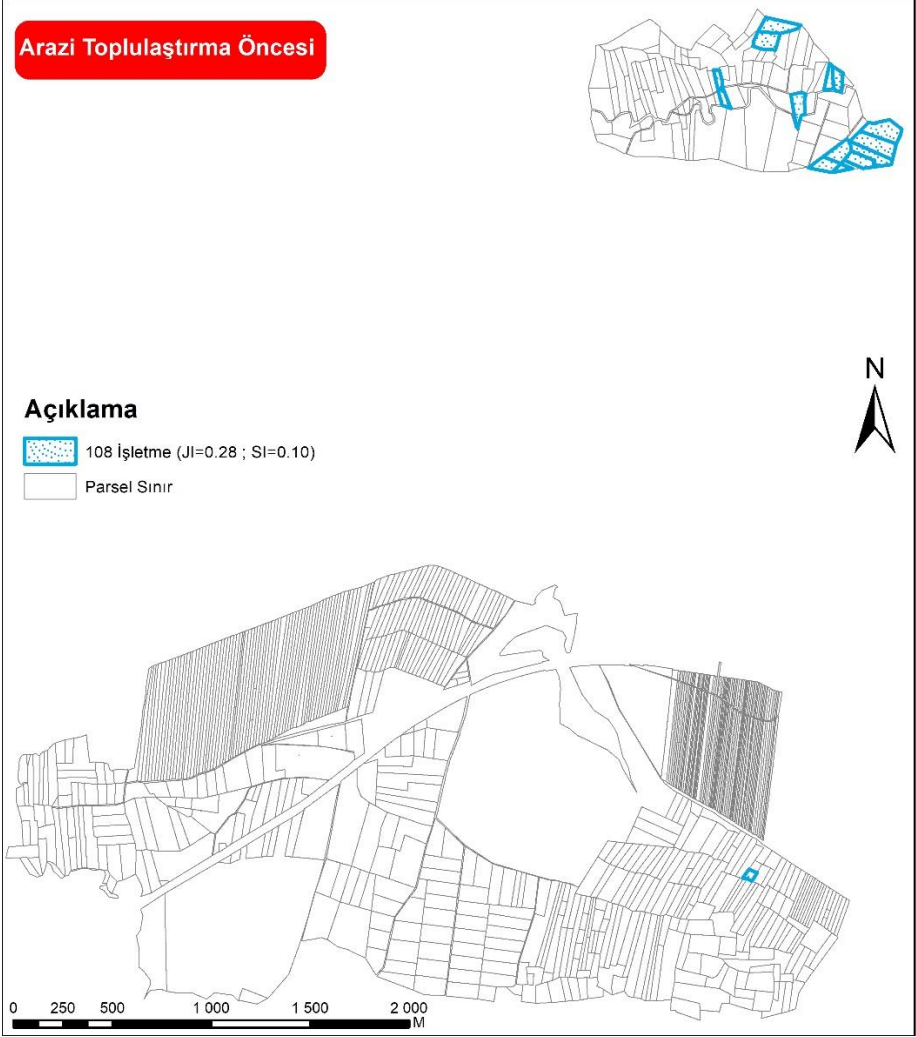 Arazi Toplulaştırma Öncesi
N
Açıklama
108 İşletme (JI=0.28 ; SI=0.10)
Parsel Sınır
0 250 500 1 000 1 500 2 000
M